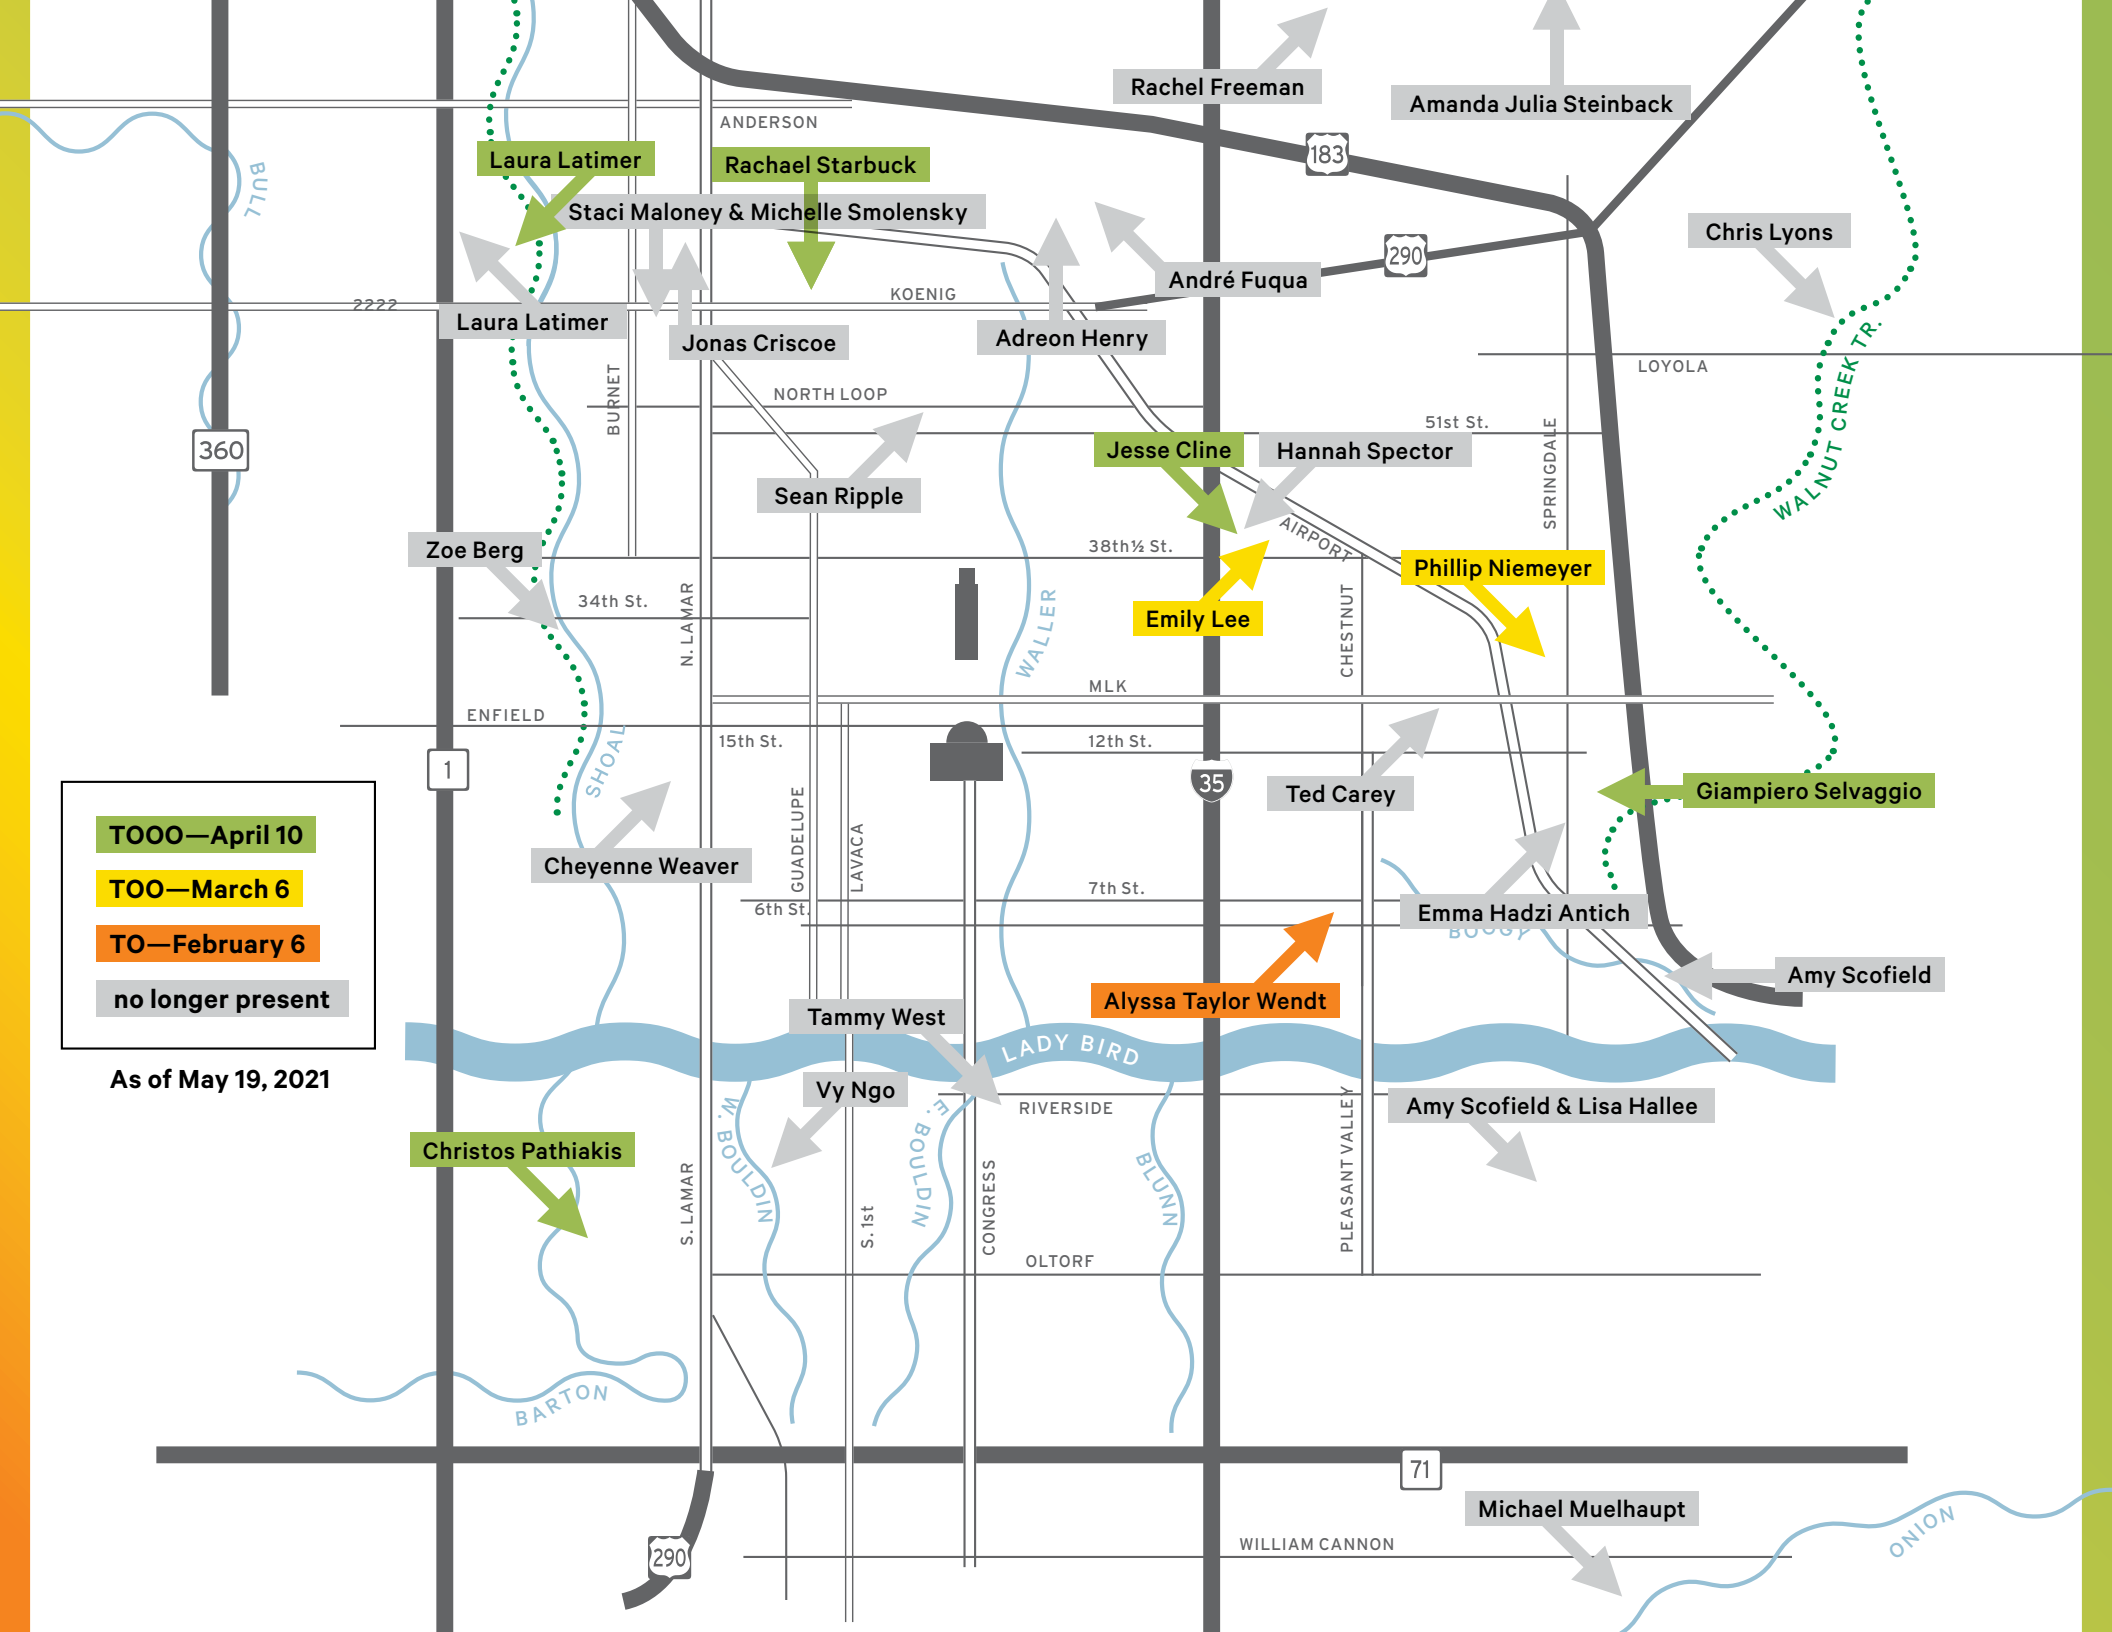 Rachel Freeman
Amanda Julia Steinback
ANDERSON
183
Laura Latimer
Rachael Starbuck
BULL
Staci Maloney & Michelle Smolensky
Chris Lyons
290
André Fuqua
KOENIG
2222
Laura Latimer
Jonas Criscoe
Adreon Henry
LOYOLA
WALNUT CREEK TR.
BURNET
NORTH LOOP
51st St.
360
Jesse Cline
Hannah Spector
SPRINGDALE
Sean Ripple
AIRPORT
Zoe Berg
38th½ St.
Phillip Niemeyer
34th St.
N. LAMAR
WALLER
Emily Lee
CHESTNUT
MLK
ENFIELD
15th St.
12th St.
SHOAL
1
35
Ted Carey
Giampiero Selvaggio
TOOO—April 10
TOO—March 6
TO—February 6
no longer present
As of May 19, 2021
GUADELUPE
LAVACA
Cheyenne Weaver
7th St.
6th St.
Emma Hadzi Antich
BOGGY
Amy Scofield
Alyssa Taylor Wendt
Tammy West
LADY BIRD
Vy Ngo
W. BOULDIN
E. BOULDIN
RIVERSIDE
Amy Scofield & Lisa Hallee
Christos Pathiakis
BLUNN
PLEASANT VALLEY
S. LAMAR
S. 1st
CONGRESS
OLTORF
BARTON
71
Michael Muelhaupt
ONION
290
WILLIAM CANNON